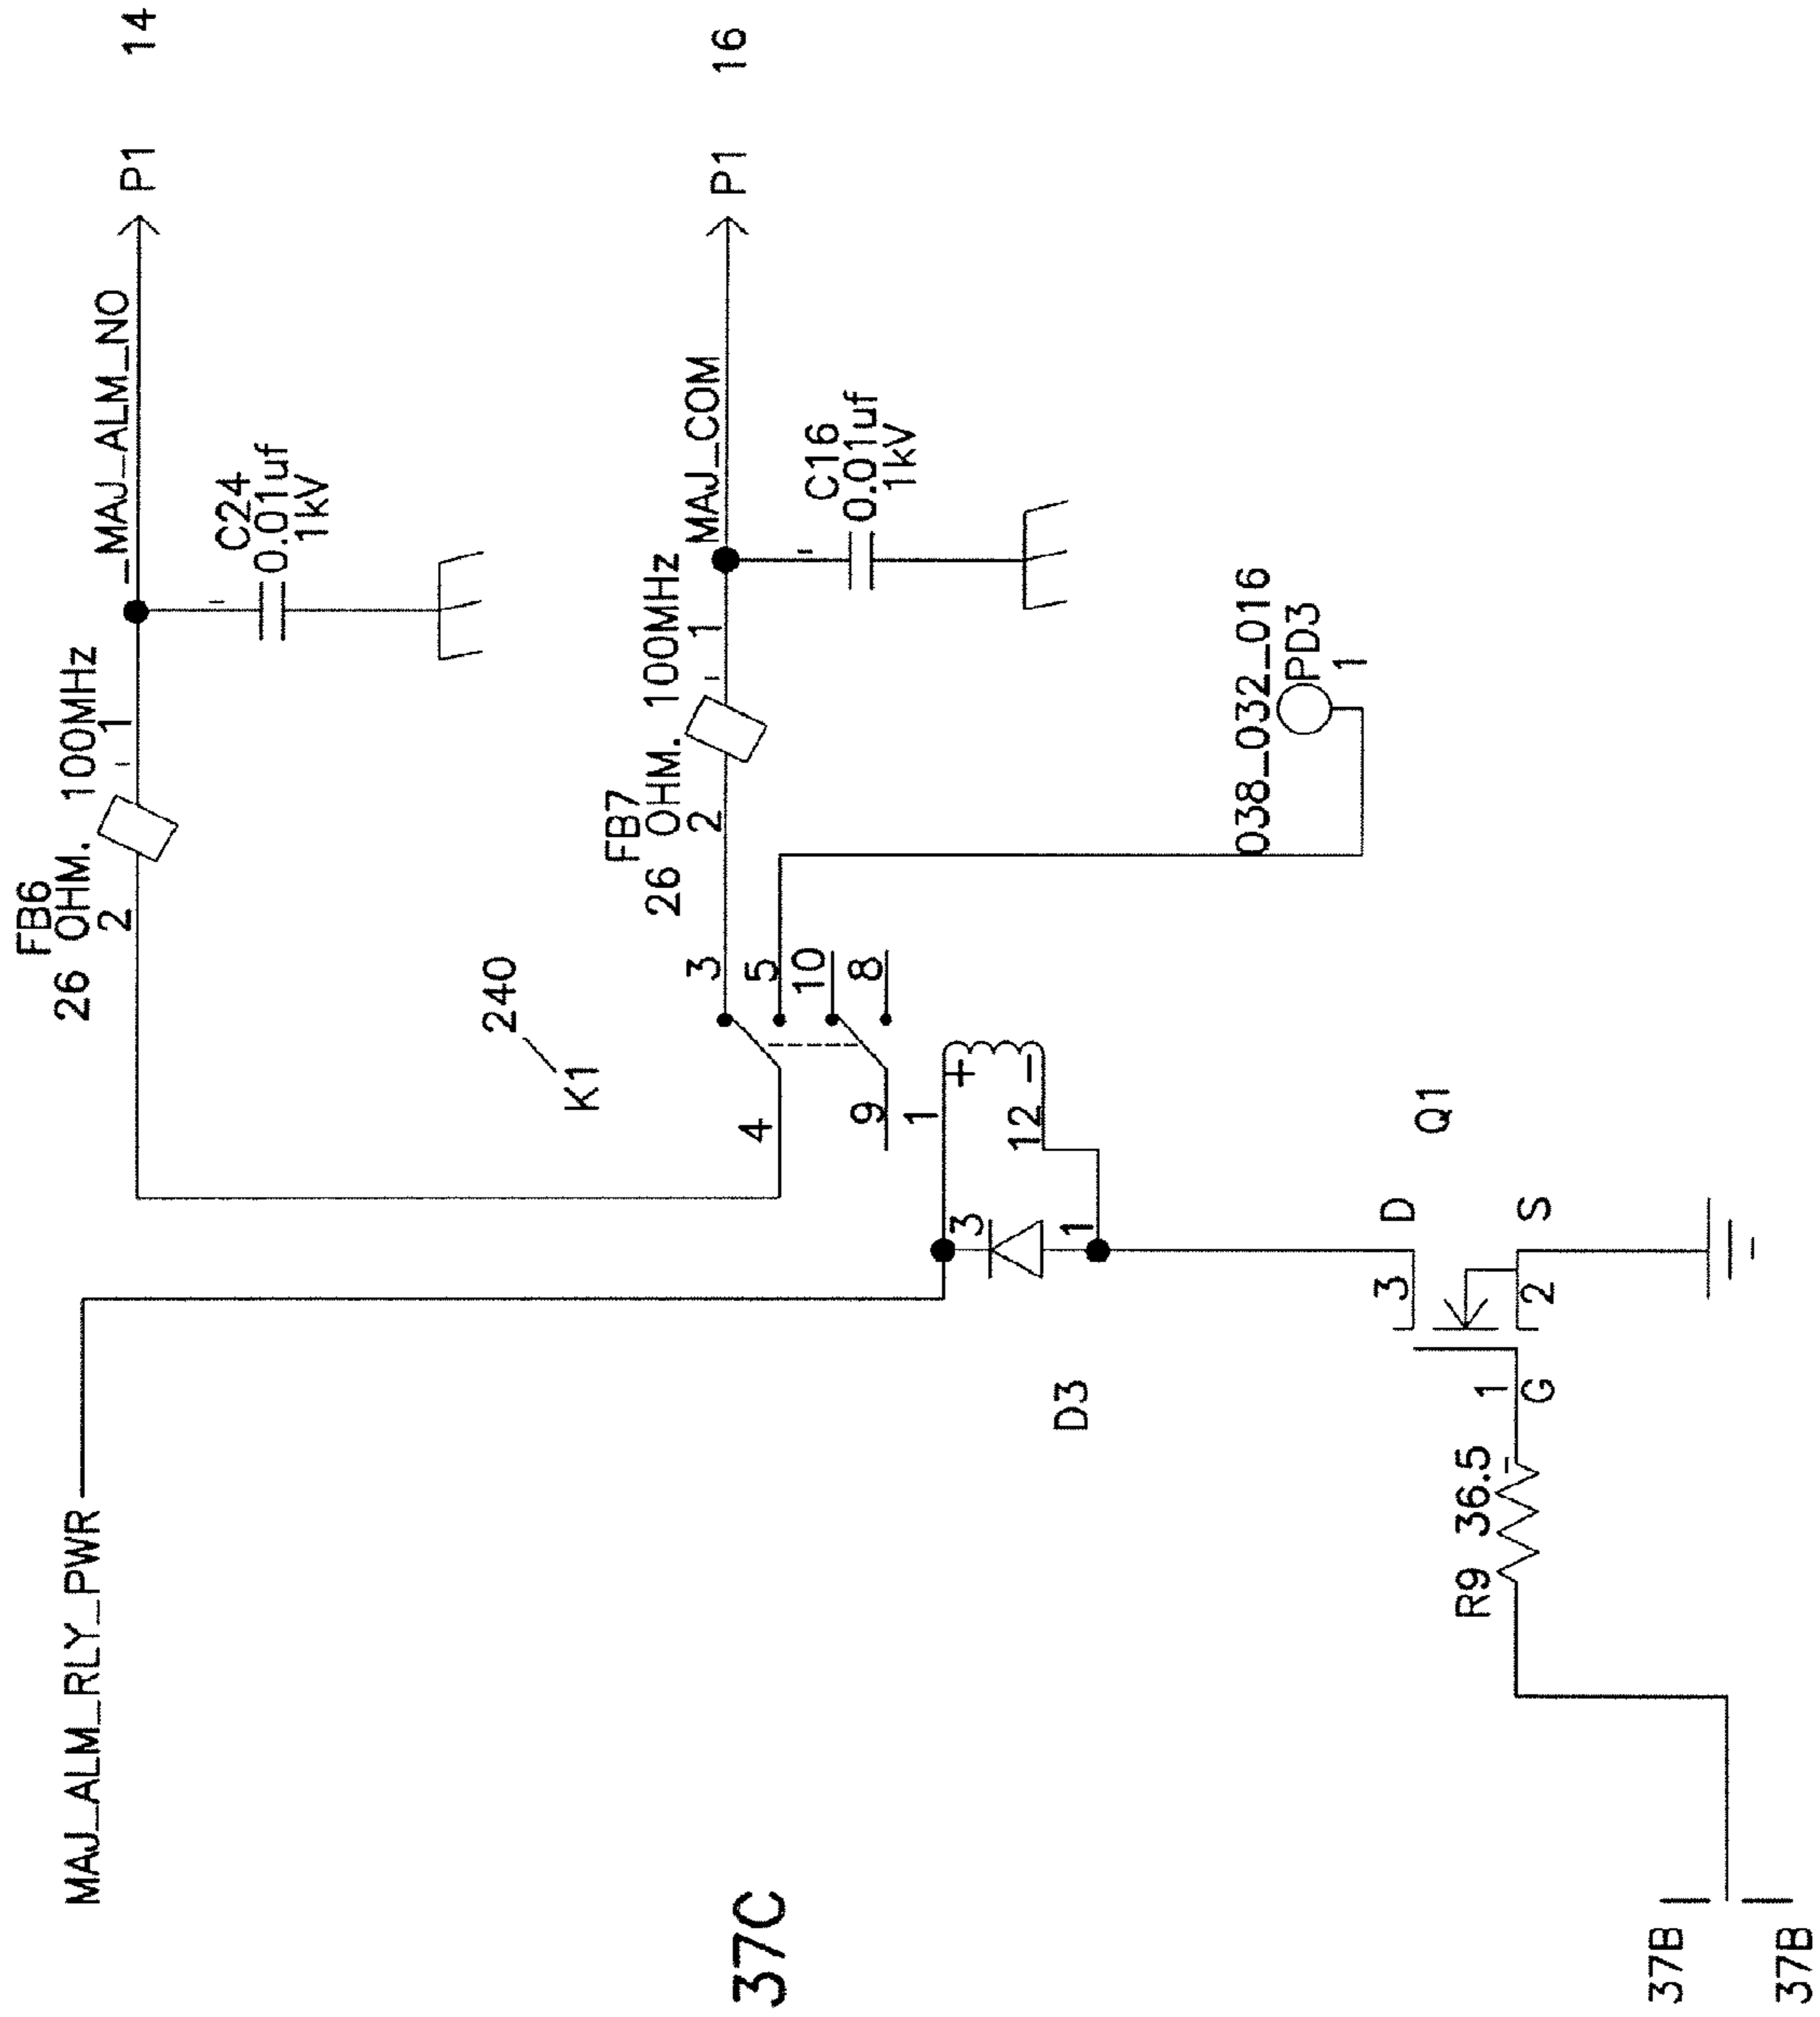 MAJ_ALM_RLY_PWR
FB6
26 OHM. 100MHz
2
1
_MAJ_ALM_NO
P1
14
C24
0.01uf
1kV
240
K1
FB7
26 OHM. 100MHz
2
1
MAJ_COM
P1
16
C16
0.01uf
1kV
3
4
5
10
8
9
1
+
-
12
3
1
D3
038_032_016
PD3
1
37C
Q1
D
3
S
2
1
G
R9 36.5
37B
37B